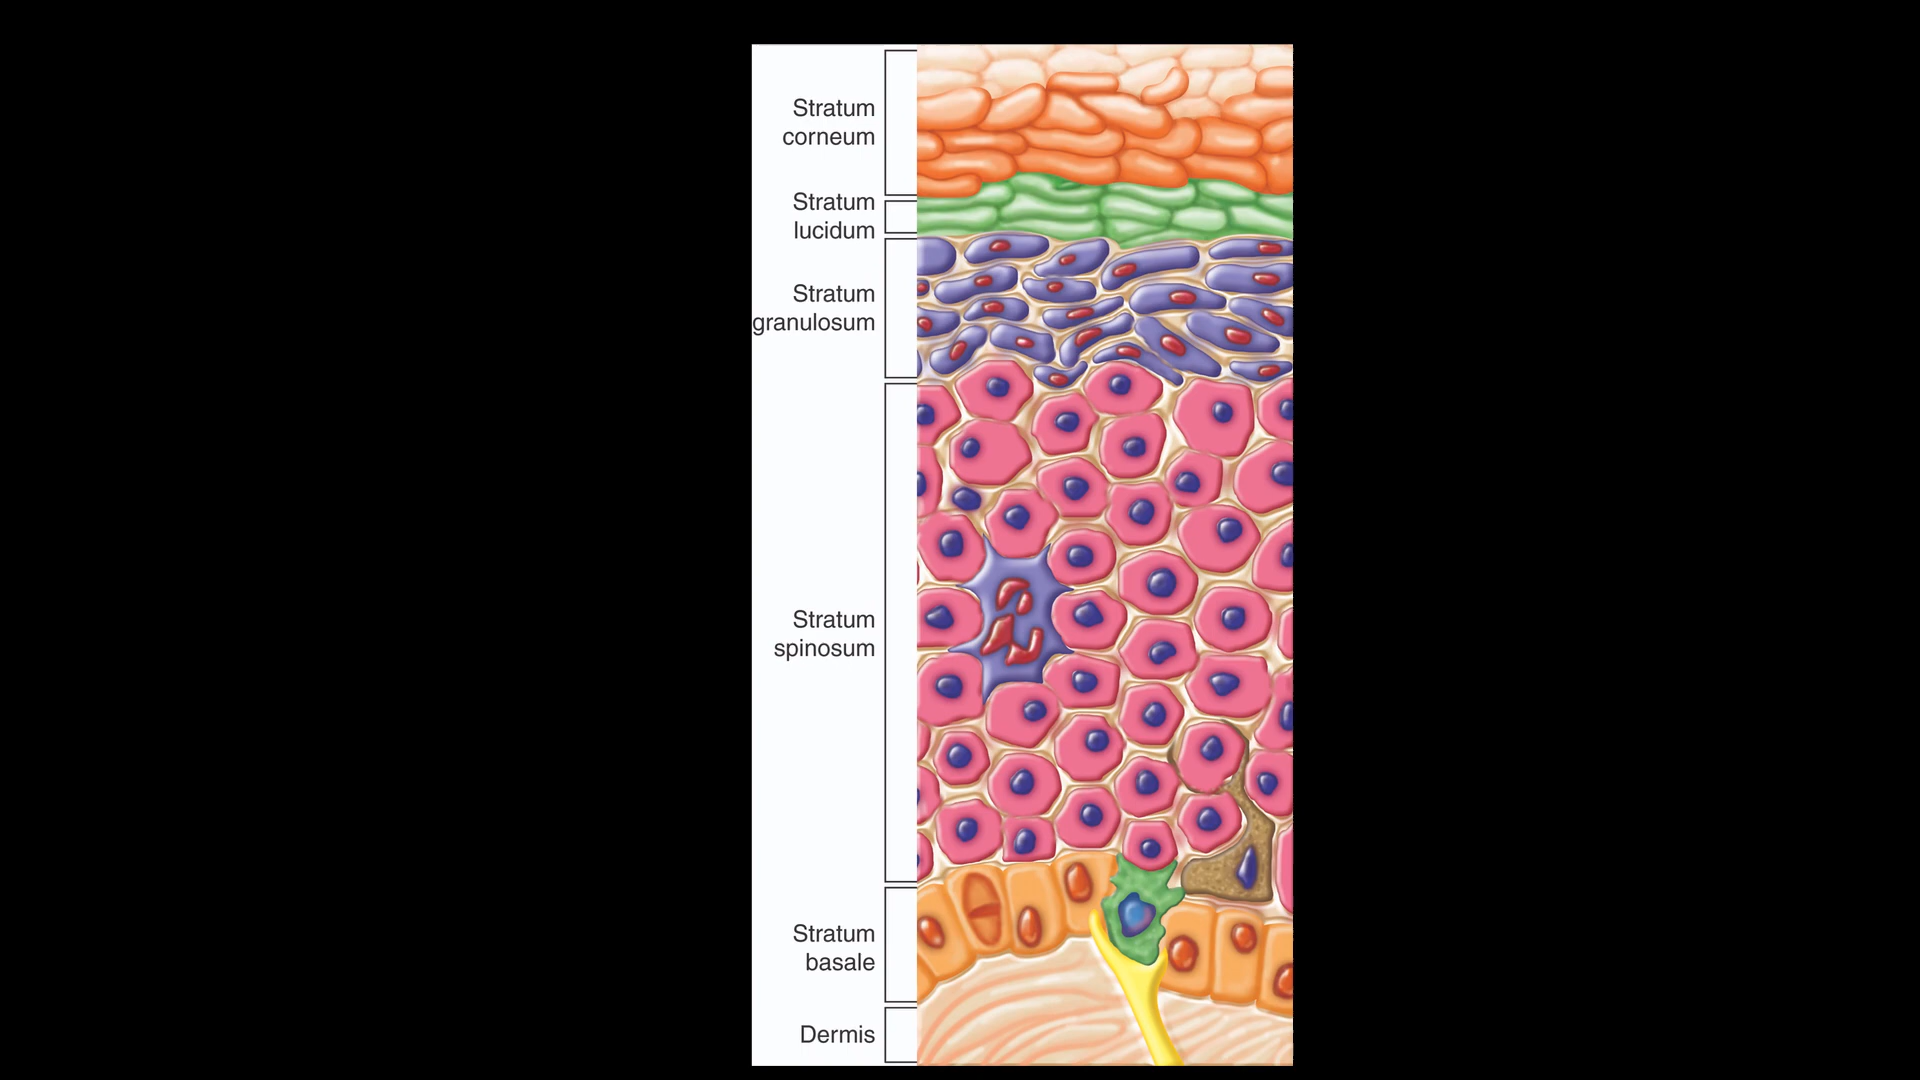 Stratum
corneum
Stratum
lucidum
Stratum
granulosum
Stratum
spinosum
Stratum
basale
Dermis